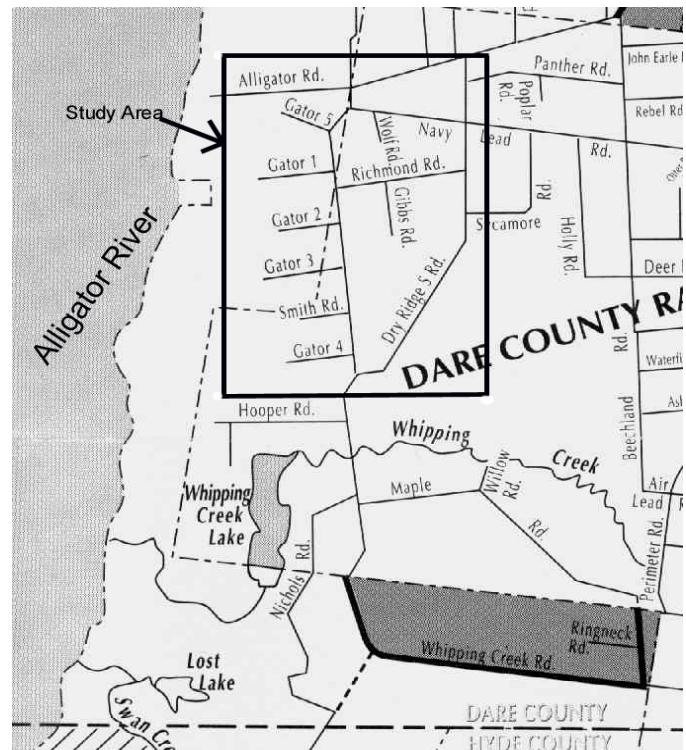 Alligator Rd.
Panther Rd.
John Earle
Study Area
Gator 5
Poplar Rd.
Wolf Rd.
Navy Lead Rd.
Rebel Rd.
Gator 1
Richmond Rd.
Gibbs Rd.
Rd.
Sycamore
Gator 2
Holly Rd.
Alligator River
Gator 3
Deer
Dry Ridge S Rd.
Smith Rd.
DARE COUNTY RA
Gator 4
Beechland Rd.
Hooper Rd.
Whipping Creek
Whipping
Creek
Lake
Maple Rd.
Willow Rd.
Air
Lead
Perimeter Rd.
Nichols Rd.
Ringneck
Rd.
Whipping Creek Rd.
Lost
Lake
Swan Cre
DARE COUNTY
HYDE COUNTY